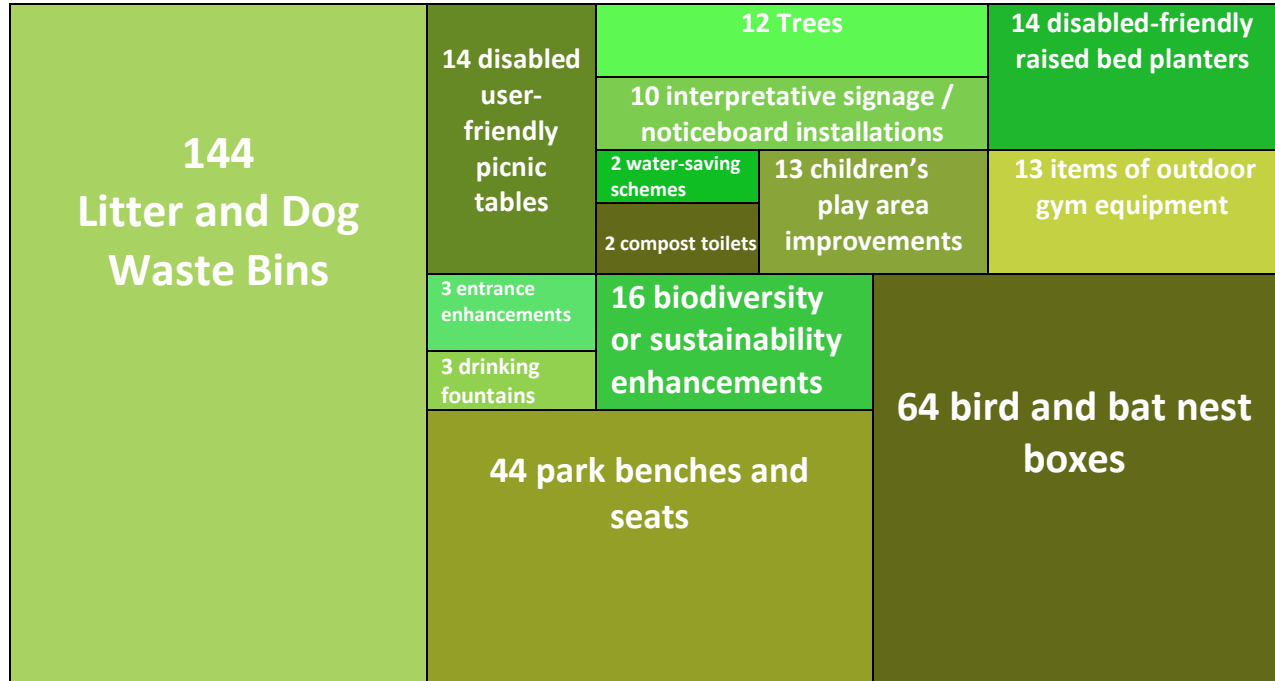 144
Litter and Dog
Waste Bins
14 disabled
user-
friendly
picnic
tables
12 Trees
10 interpretative signage /
noticeboard installations
14 disabled-friendly
raised bed planters
2 water-saving
schemes
2 compost toilets
13 children’s
play area
improvements
13 items of outdoor
gym equipment
3 entrance
enhancements
3 drinking
fountains
16 biodiversity
or sustainability
enhancements
44 park benches and
seats
64 bird and bat nest
boxes